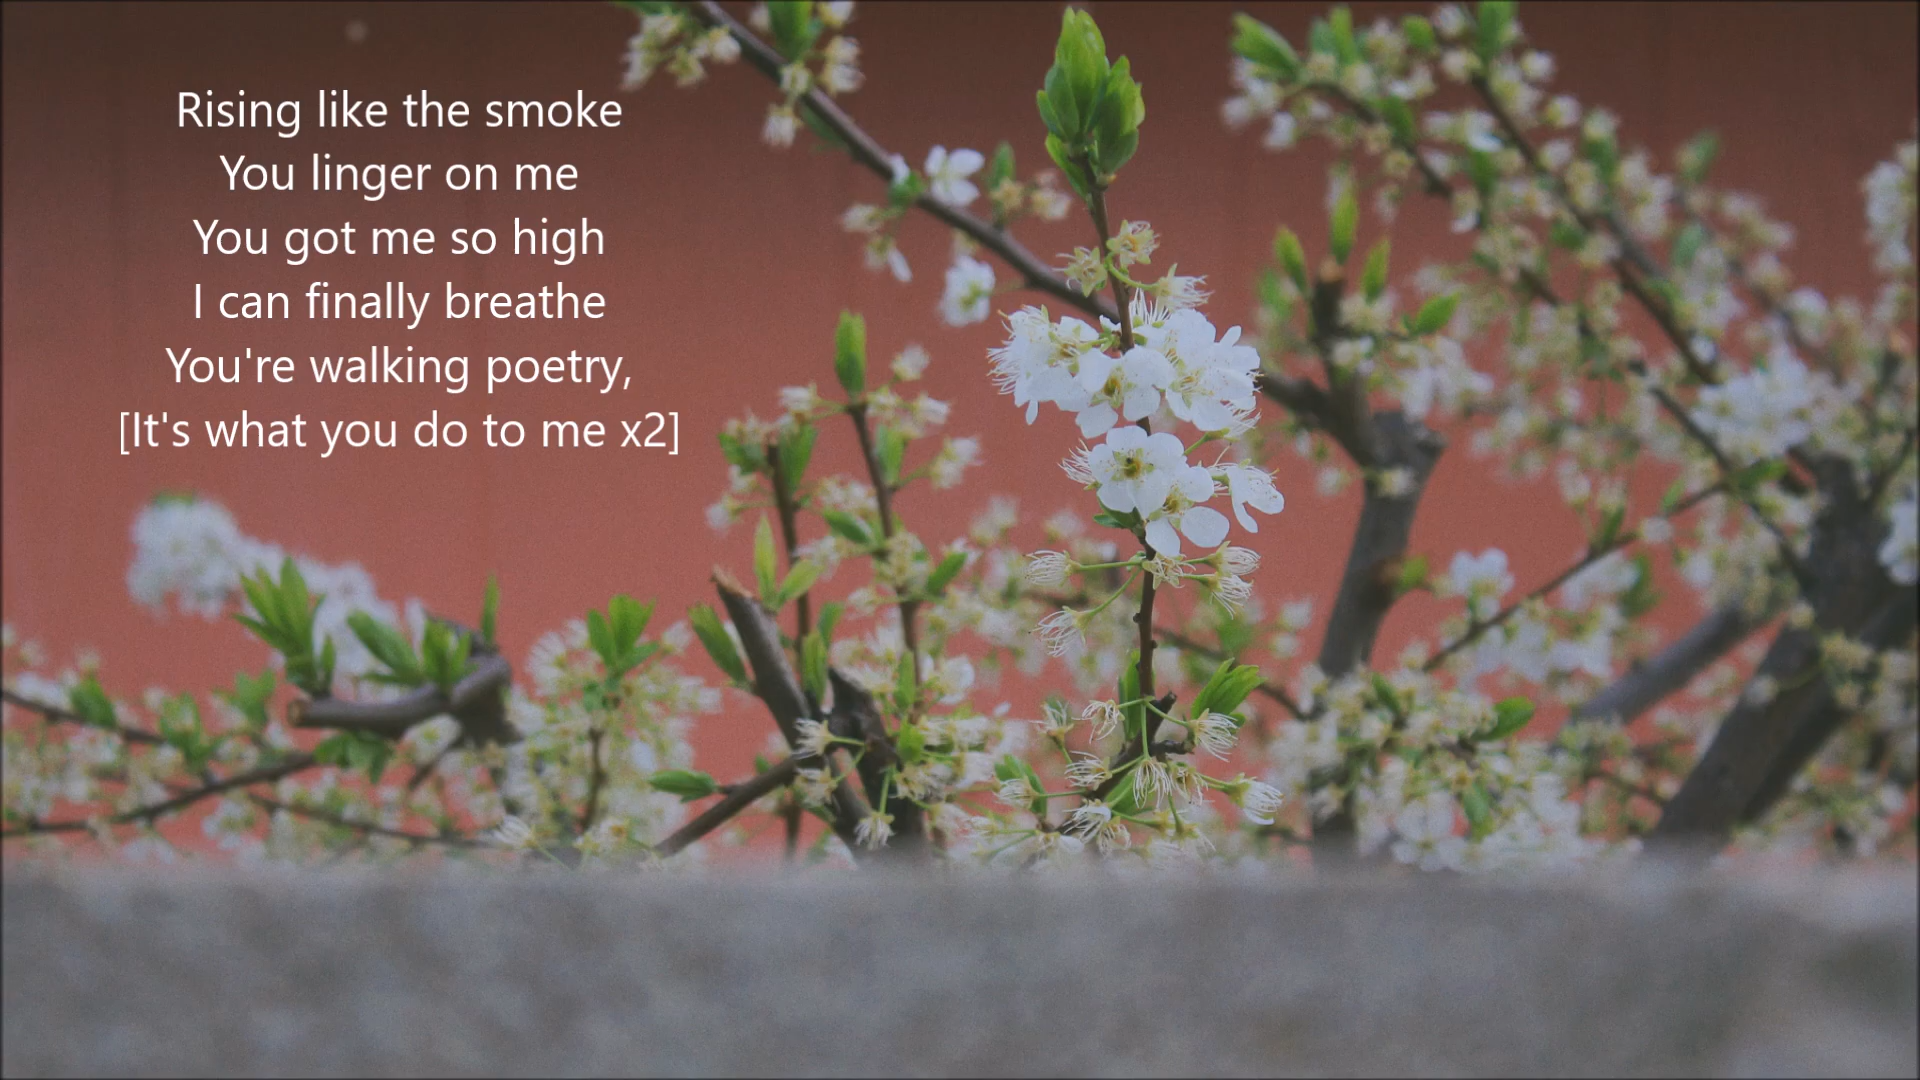 Rising like the smoke
You linger on me
You got me so high
I can finally breathe
You're walking poetry,
[It's what you do to me x2]